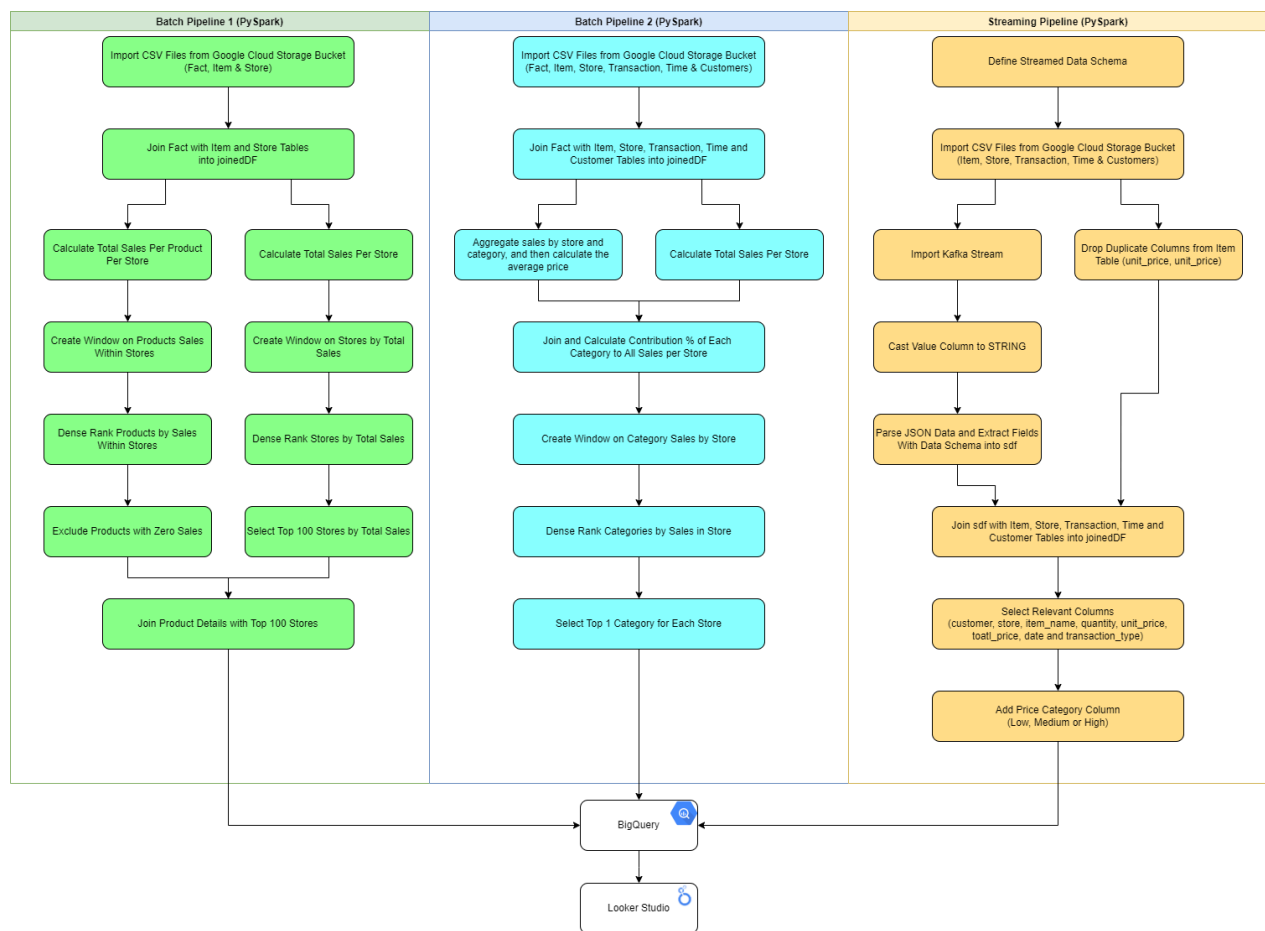 Batch Pipeline 1 (PySpark)
Import CSV Files from Google Cloud Storage Bucket
(Fact, Item & Store)
Join Fact with Item and Store Tables
into joinedDF
Calculate Total Sales Per Product
Per Store
Calculate Total Sales Per Store
Create Window on Products Sales
Within Stores
Create Window on Stores by Total
Sales
Dense Rank Products by Sales
Within Stores
Dense Rank Stores by Total Sales
Exclude Products with Zero Sales
Select Top 100 Stores by Total Sales
Join Product Details with Top 100 Stores
Batch Pipeline 2 (PySpark)
Import CSV Files from Google Cloud Storage Bucket
(Fact, Item, Store, Transaction, Time & Customers)
Join Fact with Item, Store, Transaction, Time and
Customer Tables into joinedDF
Aggregate sales by store and
category, and then calculate the
average price
Calculate Total Sales Per Store
Join and Calculate Contribution % of Each
Category to All Sales per Store
Create Window on Category Sales by Store
Dense Rank Categories by Sales in Store
Select Top 1 Category for Each Store
Streaming Pipeline (PySpark)
Define Streamed Data Schema
Import CSV Files from Google Cloud Storage Bucket
(Item, Store, Transaction, Time & Customers)
Import Kafka Stream
Drop Duplicate Columns from Item
Table (unit_price, unit_price)
Cast Value Column to STRING
Parse JSON Data and Extract Fields
With Data Schema into sdf
Join sdf with Item, Store, Transaction, Time and
Customer Tables into joinedDF
Select Relevant Columns
(customer, store, item_name, quantity, unit_price,
toatl_price, date and transaction_type)
Add Price Category Column
(Low, Medium or High)
BigQuery
Looker Studio